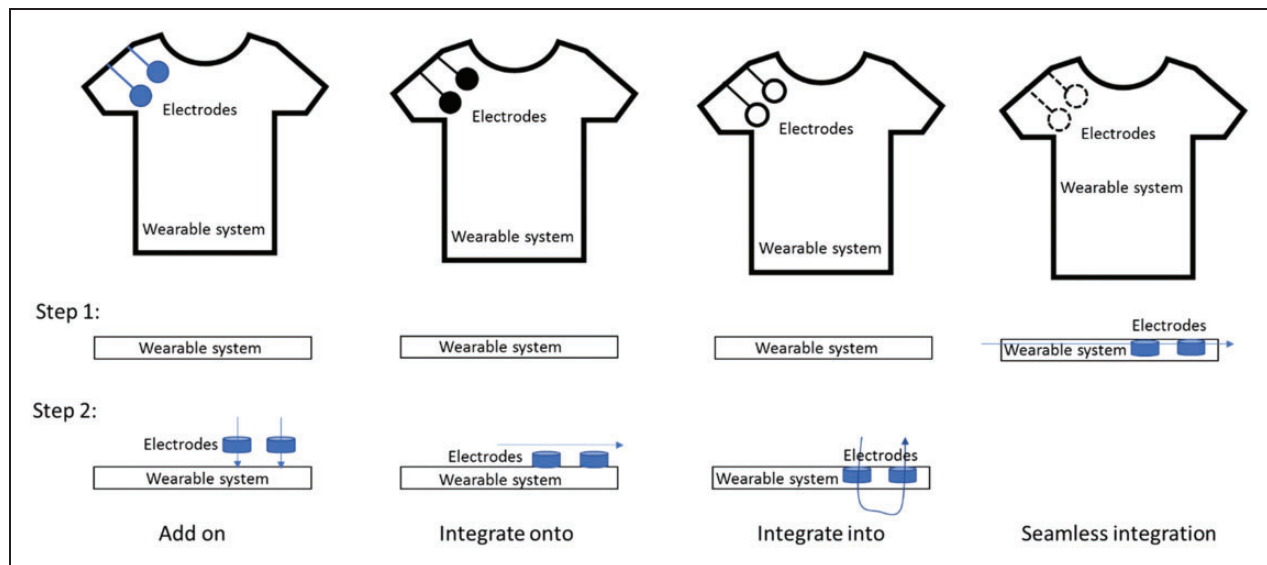 Electrodes
Electrodes
Electrodes
Electrodes
Wearable system
Wearable system
Wearable system
Wearable system
Step 1:
Electrodes
Wearable system
Wearable system
Wearable system
Wearable system
Step 2:
Electrodes
Electrodes
Electrodes
Wearable system
Wearable system
Wearable system
Add on
Integrate onto
Integrate into
Seamless integration